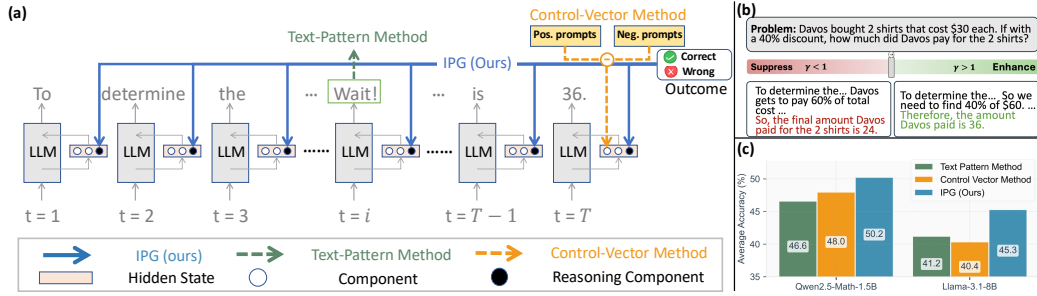 (a)
Control-Vector Method
Pos. prompts
Neg. prompts
Text-Pattern Method
IPG (Ours)
Correct
Wrong
Outcome
To determine the ... Wait! ... is 36.
LLM LLM LLM ...... LLM ...... LLM LLM
t = 1 t = 2 t = 3 t = i t = T − 1 t = T
IPG (ours) Text-Pattern Method Control-Vector Method
Hidden State Component Reasoning Component
(b)
Problem: Davos bought 2 shirts that cost $30 each. If with
a 40% discount, how much did Davos pay for the 2 shirts?
Suppress γ < 1 γ > 1 Enhance
To determine the... Davos
gets to pay 60% of total
cost ...
So, the final amount Davos
paid for the 2 shirts is 24.
To determine the... So we
need to find 40% of $60. ...
Therefore, the amount
Davos paid is 36.
(c)
Average Accuracy (%)
50
45
40
35
Text Pattern Method
Control Vector Method
IPG (Ours)
46.6 48.0 50.2 41.2 40.4 45.3
Qwen2.5-Math-1.5B Llama-3.1-8B